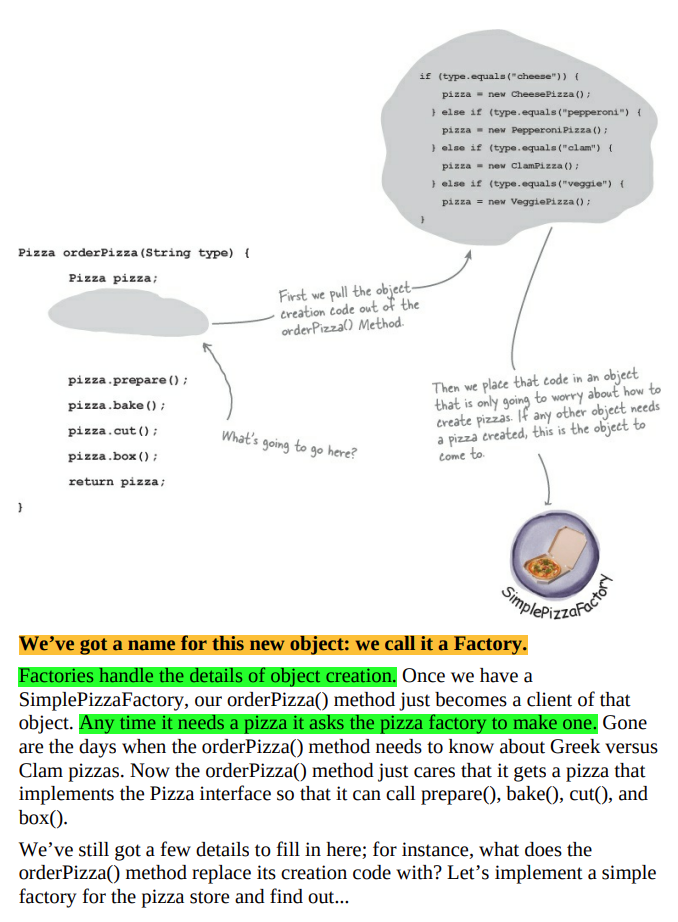 if (type.equals("cheese")) {
pizza = new CheesePizza();
} else if (type.equals("pepperoni") {
pizza = new PepperoniPizza();
} else if (type.equals("clam") {
pizza = new ClamPizza();
} else if (type.equals("veggie") {
pizza = new VeggiePizza();
}
Pizza orderPizza(String type) {
Pizza pizza;
First we pull the object
creation code out of the
orderPizza() Method.
pizza.prepare();
pizza.bake();
pizza.cut();
pizza.box();
return pizza;
}
What's going to go here?
Then we place that code in an object
that is only going to worry about how to
create pizzas. If any other object needs
a pizza created, this is the object to
come to.
SimplePizzaFactory
We've got a name for this new object: we call it a Factory.
Factories handle the details of object creation. Once we have a
SimplePizzaFactory, our orderPizza() method just becomes a client of that
object. Any time it needs a pizza it asks the pizza factory to make one. Gone
are the days when the orderPizza() method needs to know about Greek versus
Clam pizzas. Now the orderPizza() method just cares that it gets a pizza that
implements the Pizza interface so that it can call prepare(), bake(), cut(), and
box().
We've still got a few details to fill in here; for instance, what does the
orderPizza() method replace its creation code with? Let's implement a simple
factory for the pizza store and find out...